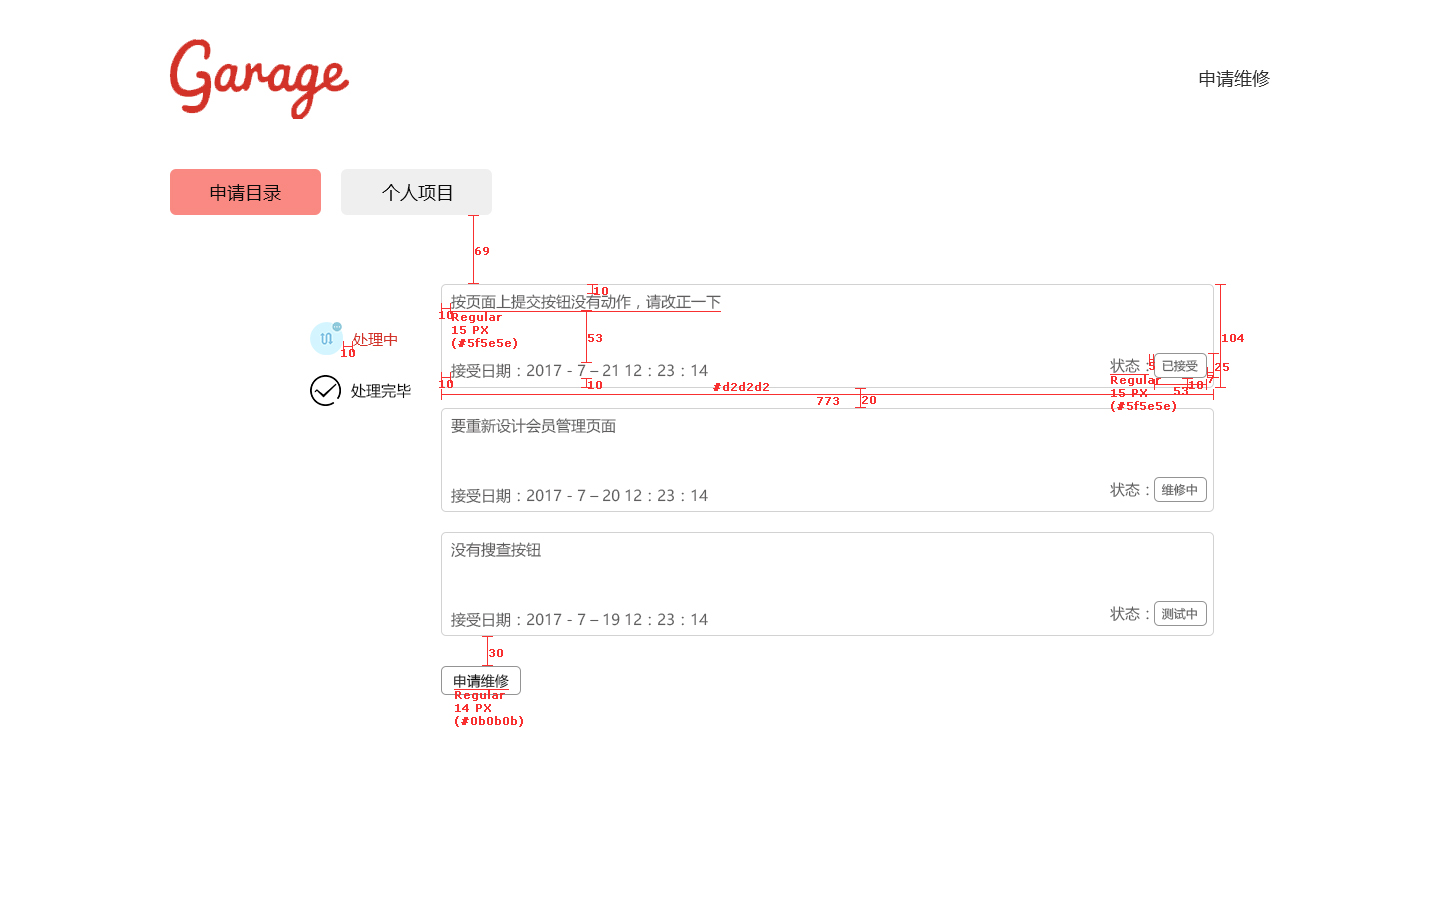 Garage
申请维修
申请目录
个人项目
69
10
按页面上提交按钮没有动作，请改正一下
10
Regular
15 PX
(#5f5e5e)
53
104
处理中
10
接受日期：2017 - 7 – 21 12：23：14
状态：
5
已接受
25
10
10
Regular
15 PX
(#5f5e5e)
10
7
53
#d2d2d2
773
20
处理完毕
要重新设计会员管理页面
接受日期：2017 - 7 – 20 12：23：14
状态：
维修中
没有搜查按钮
接受日期：2017 - 7 – 19 12：23：14
状态：
测试中
30
申请维修
Regular
14 PX
(#0b0b0b)